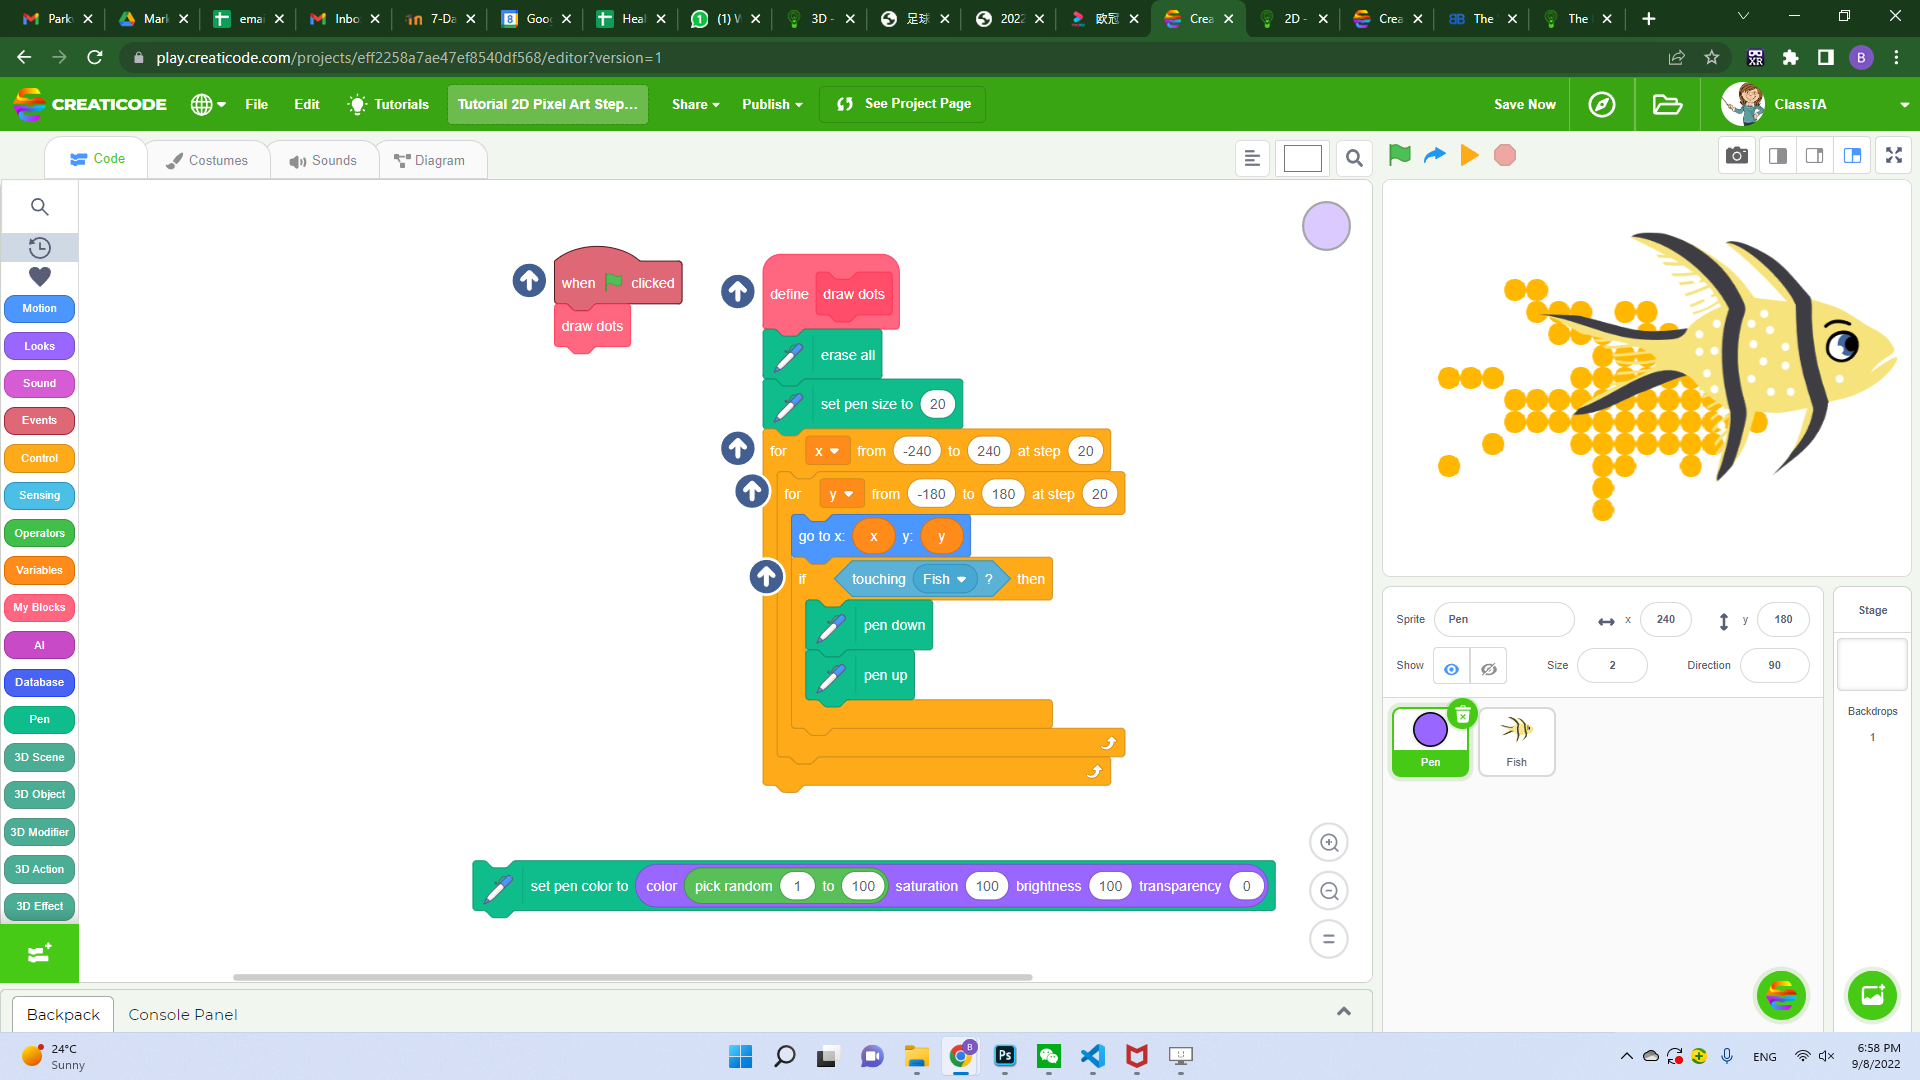 Park
Mark
emai
Inbo
7-Da
Goog
Heal
(1) W
3D -
足球
2022
欧冠
Crea
2D -
Crea
The
The
play.creaticode.com/projects/eff2258a7ae47ef8540df568/editor?version=1
B
CREATICODE
File
Edit
Tutorials
Tutorial 2D Pixel Art Step...
Share
Publish
See Project Page
Save Now
ClassTA
Code
Costumes
Sounds
Diagram
Motion
Looks
Sound
Events
Control
Sensing
Operators
Variables
My Blocks
AI
Database
Pen
3D Scene
3D Object
3D Modifier
3D Action
3D Effect
when clicked
draw dots
define draw dots
erase all
set pen size to 20
for x from -240 to 240 at step 20
for y from -180 to 180 at step 20
go to x: x y: y
if touching Fish ? then
pen down
pen up
set pen color to color pick random 1 to 100 saturation 100 brightness 100 transparency 0
Sprite Pen x 240 y 180
Show Size 2 Direction 90
Pen
Fish
Stage
Backdrops
1
Backpack
Console Panel
24°C
Sunny
B
Ps
ENG
6:58 PM
9/8/2022